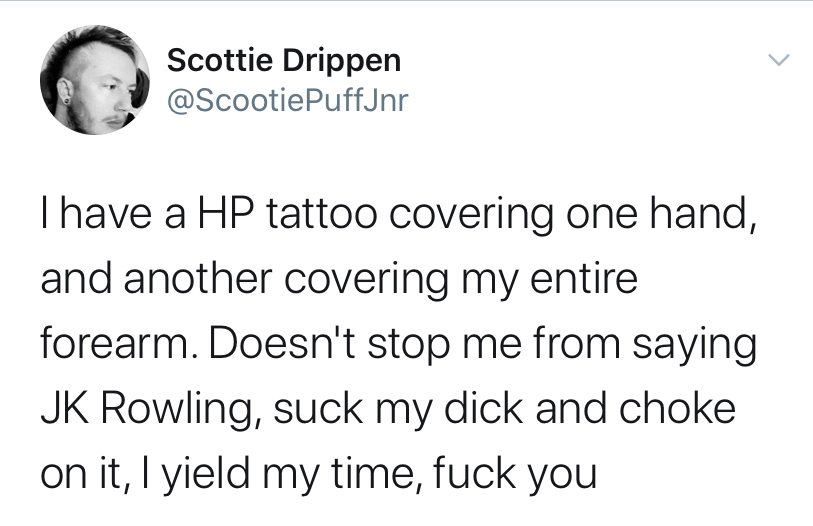 Scottie Drippen
@ScootiePuffJnr
I have a HP tattoo covering one hand,
and another covering my entire
forearm. Doesn't stop me from saying
JK Rowling, suck my dick and choke
on it, I yield my time, fuck you